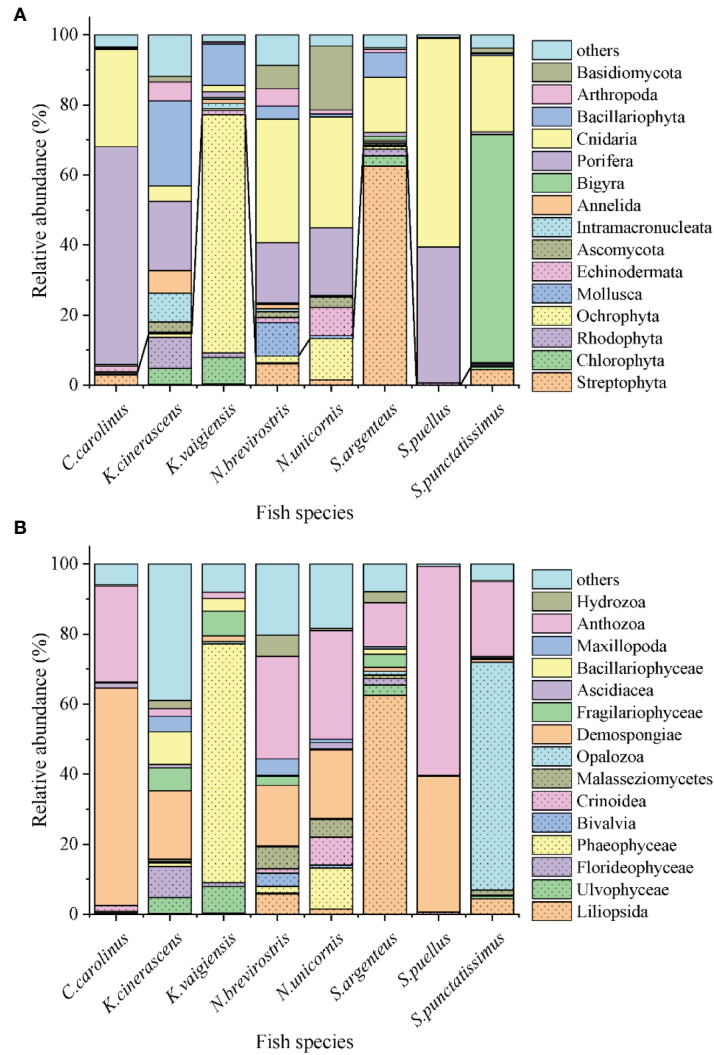 A
Relative abundance (%)
100
80
60
40
20
0
C.carolinus
K.cinerascens
K.vaigiensis
N.brevirostris
N.unicornis
S.argenteus
S.puellus
S.punctatissimus
Fish species
others
Basidiomycota
Arthropoda
Bacillariophyta
Cnidaria
Porifera
Bigyra
Annelida
Intramacronucleata
Ascomycota
Echinodermata
Mollusca
Ochrophyta
Rhodophyta
Chlorophyta
Streptophyta
B
Relative abundance (%)
100
80
60
40
20
0
C.carolinus
K.cinerascens
K.vaigiensis
N.brevirostris
N.unicornis
S.argenteus
S.puellus
S.punctatissimus
Fish species
others
Hydrozoa
Anthozoa
Maxillopoda
Bacillariophyceae
Ascidiacea
Fragilariophyceae
Demospongiae
Opalozoa
Malasseziomycetes
Crinoidea
Bivalvia
Phaeophyceae
Florideophyceae
Ulvophyceae
Liliopsida